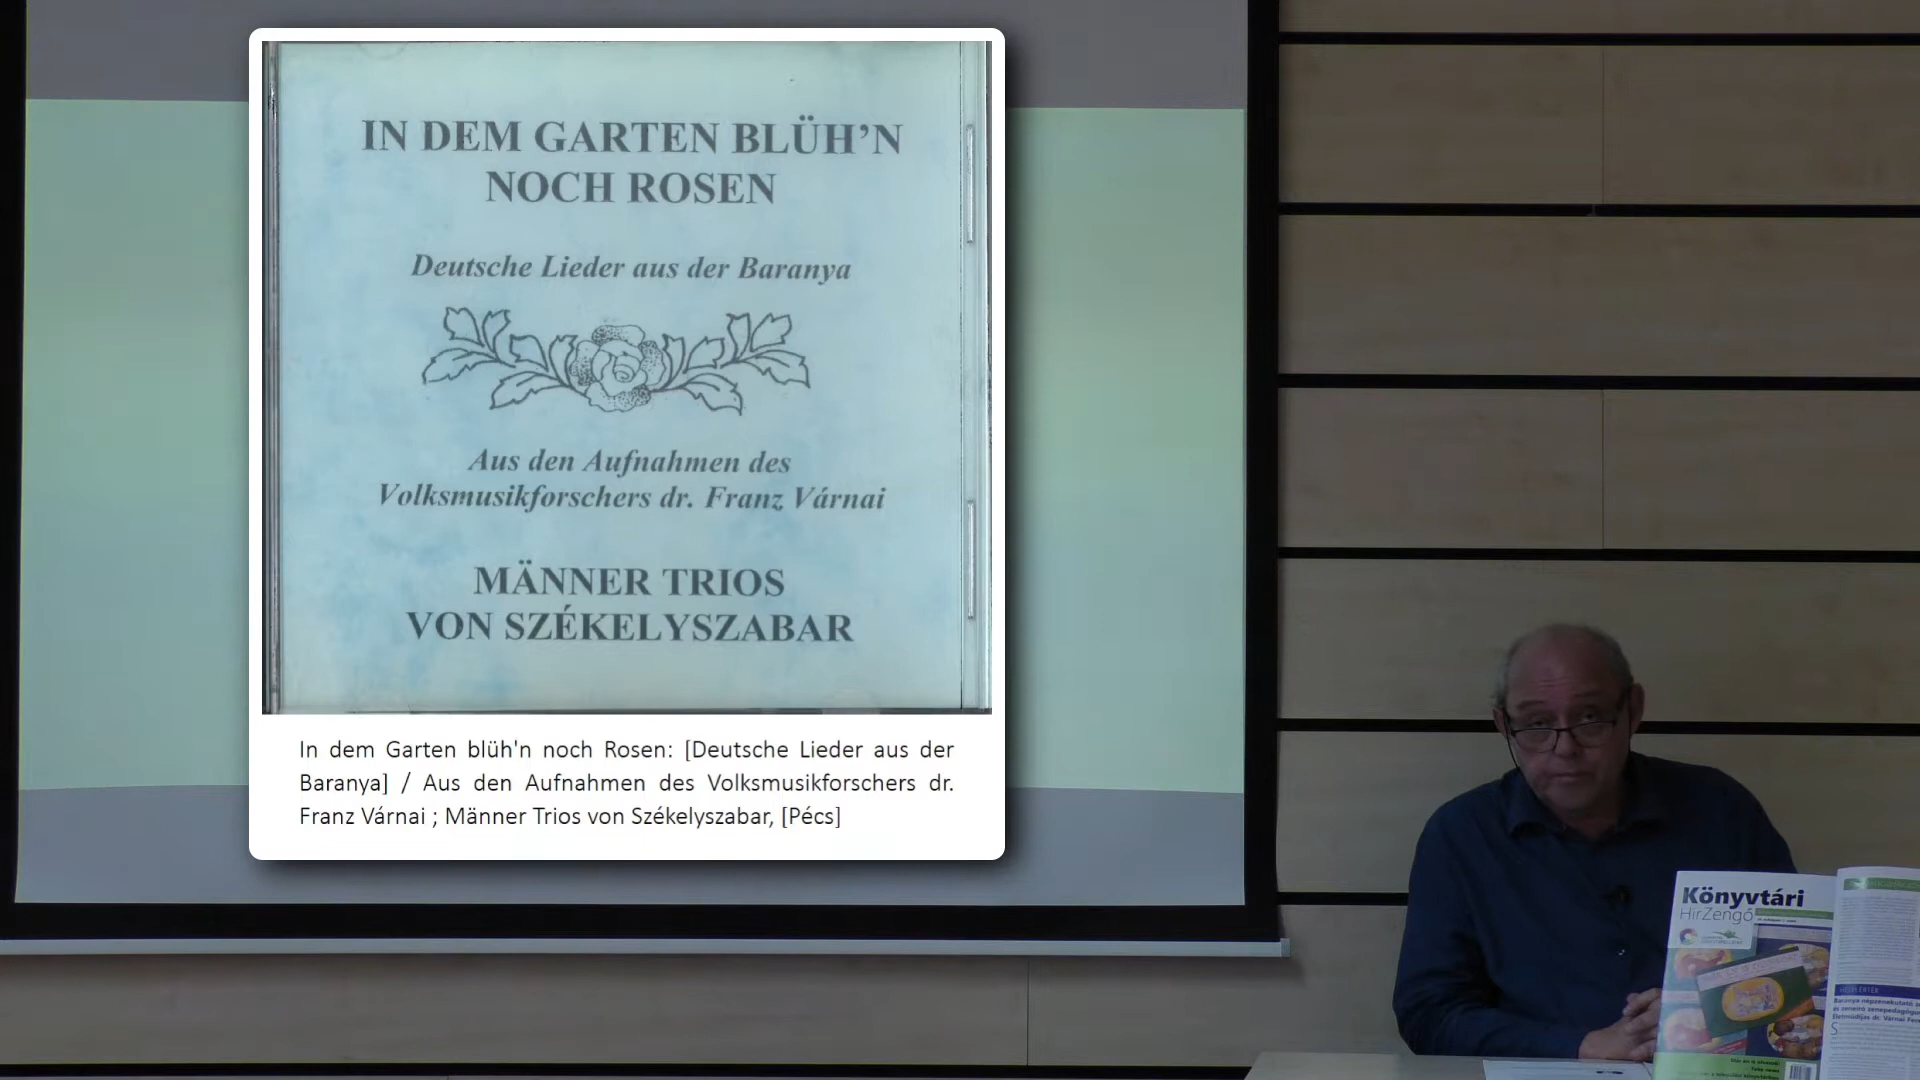 IN DEM GARTEN BLÜH’N
NOCH ROSEN
Deutsche Lieder aus der Baranya
Aus den Aufnahmen des
Volksmusikforschers dr. Franz Várnai
MÄNNER TRIOS
VON SZÉKELYSZABAR
In dem Garten blüh'n noch Rosen: [Deutsche Lieder aus der
Baranya] / Aus den Aufnahmen des Volksmusikforschers dr.
Franz Várnai ; Männer Trios von Székelyszabar, [Pécs]
Könyvtári
HírZengő